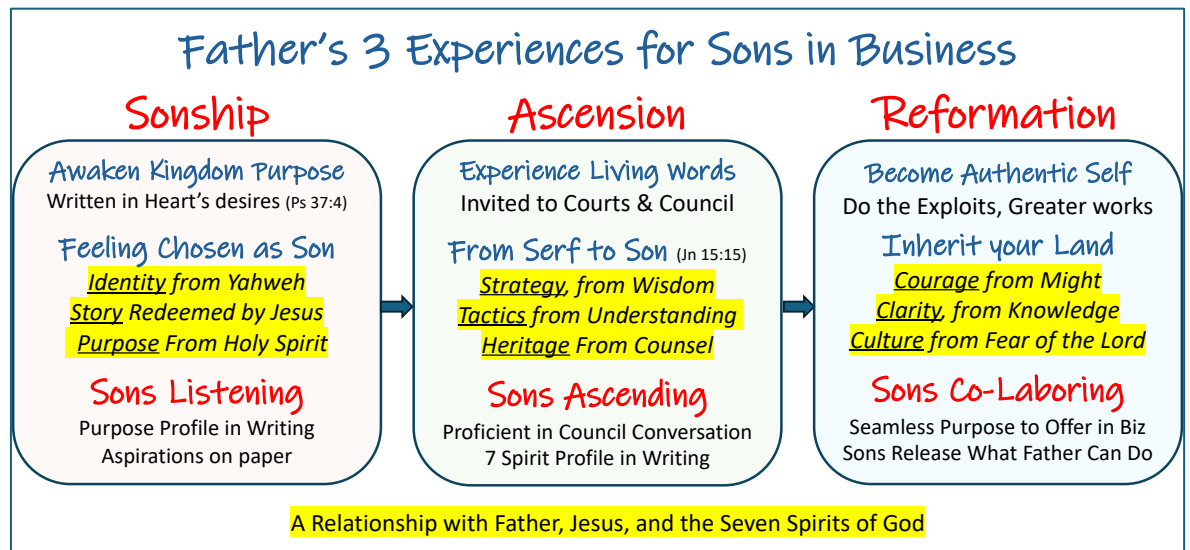 Father's 3 Experiences for Sons in Business
Sonship
Awaken Kingdom Purpose
Written in Heart's desires (Ps 37:4)
Feeling Chosen as Son
Identity from Yahweh
Story Redeemed by Jesus
Purpose From Holy Spirit
Sons Listening
Purpose Profile in Writing
Aspirations on paper
Ascension
Experience Living Words
Invited to Courts & Council
From Serf to Son (Jn 15:15)
Strategy, from Wisdom
Tactics from Understanding
Heritage From Counsel
Sons Ascending
Proficient in Council Conversation
7 Spirit Profile in Writing
Reformation
Become Authentic Self
Do the Exploits, Greater works
Inherit your Land
Courage from Might
Clarity, from Knowledge
Culture from Fear of the Lord
Sons Co-Laboring
Seamless Purpose to Offer in Biz
Sons Release What Father Can Do
A Relationship with Father, Jesus, and the Seven Spirits of God